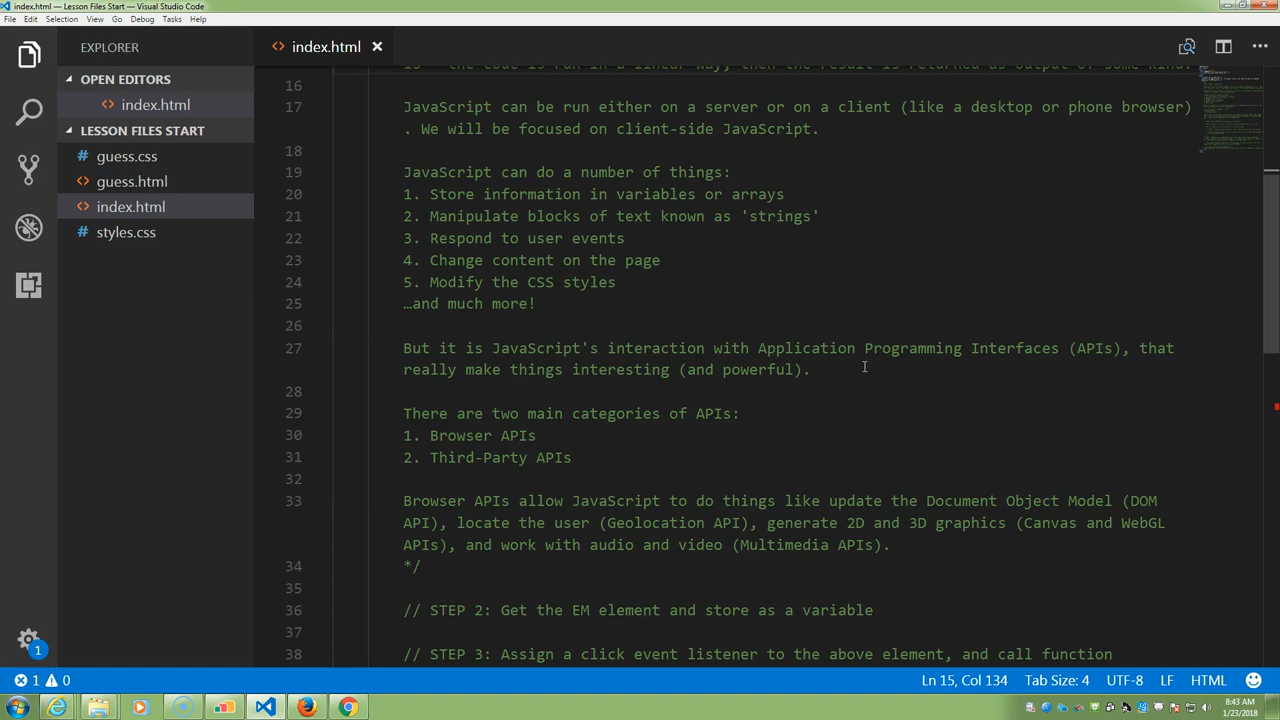 index.html — Lesson Files Start — Visual Studio Code
File Edit Selection View Go Debug Tasks Help
EXPLORER
<> index.html ×
OPEN EDITORS
<> index.html
LESSON FILES START
# guess.css
<> guess.html
<> index.html
# styles.css
16
17 JavaScript can be run either on a server or on a client (like a desktop or phone browser)
. We will be focused on client-side JavaScript.
18
19 JavaScript can do a number of things:
20 1. Store information in variables or arrays
21 2. Manipulate blocks of text known as 'strings'
22 3. Respond to user events
23 4. Change content on the page
24 5. Modify the CSS styles
25 …and much more!
26
27 But it is JavaScript's interaction with Application Programming Interfaces (APIs), that
really make things interesting (and powerful).
28
29 There are two main categories of APIs:
30 1. Browser APIs
31 2. Third-Party APIs
32
33 Browser APIs allow JavaScript to do things like update the Document Object Model (DOM
API), locate the user (Geolocation API), generate 2D and 3D graphics (Canvas and WebGL
APIs), and work with audio and video (Multimedia APIs).
34 */
35
36 // STEP 2: Get the EM element and store as a variable
37
38 // STEP 3: Assign a click event listener to the above element, and call function
1
1 0 Ln 15, Col 134 Tab Size: 4 UTF-8 LF HTML
8:43 AM
1/23/2018